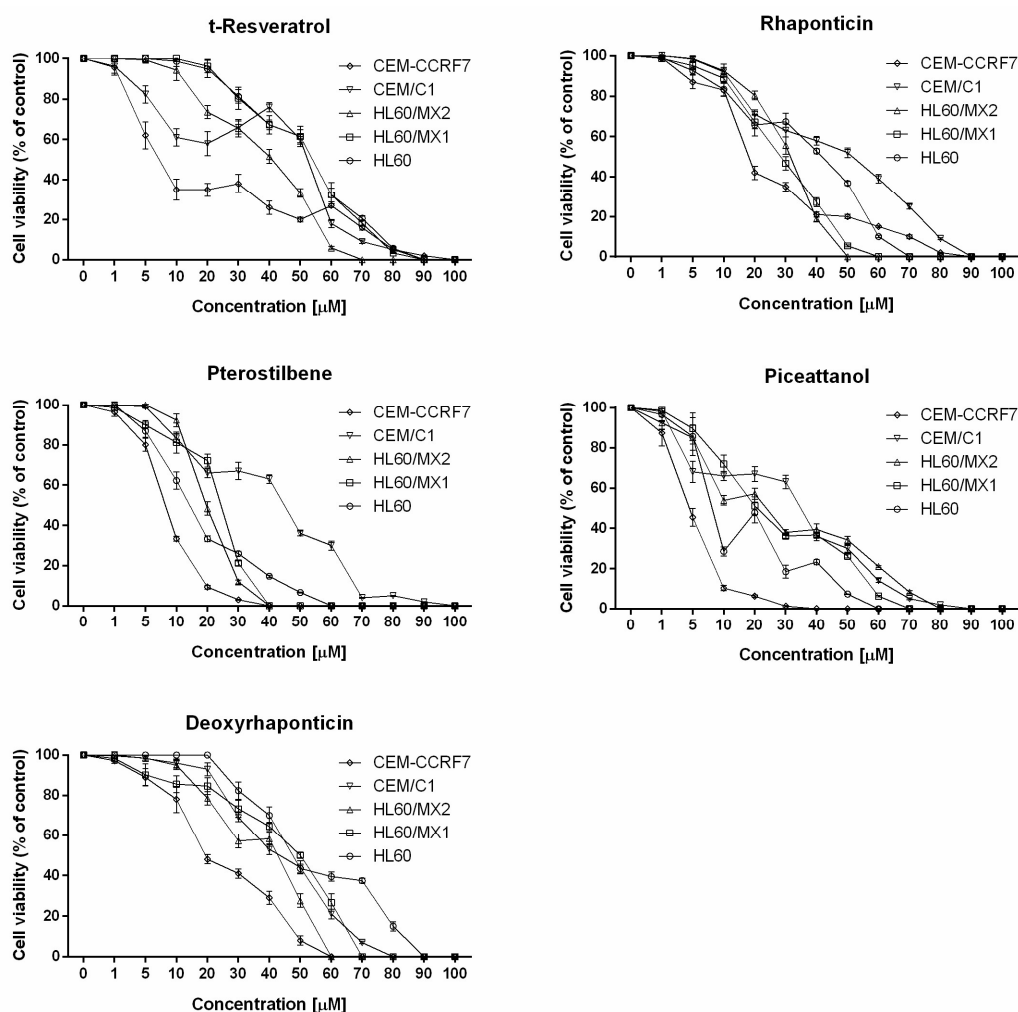 t-Resveratrol
Cell viability (% of control)
100
80
60
40
20
0
CEM-CCRF7
CEM/C1
HL60/MX2
HL60/MX1
HL60
0 1 5 10 20 30 40 50 60 70 80 90 100
Concentration [μM]
Rhaponticin
Cell viability (% of control)
100
80
60
40
20
0
CEM-CCRF7
CEM/C1
HL60/MX2
HL60/MX1
HL60
0 1 5 10 20 30 40 50 60 70 80 90 100
Concentration [μM]
Pterostilbene
Cell viability (% of control)
100
80
60
40
20
0
CEM-CCRF7
CEM/C1
HL60/MX2
HL60/MX1
HL60
0 1 5 10 20 30 40 50 60 70 80 90 100
Concentration [μM]
Piceattanol
Cell viability (% of control)
100
80
60
40
20
0
CEM-CCRF7
CEM/C1
HL60/MX2
HL60/MX1
HL60
0 1 5 10 20 30 40 50 60 70 80 90 100
Concentration [μM]
Deoxyrhaponticin
Cell viability (% of control)
100
80
60
40
20
0
CEM-CCRF7
CEM/C1
HL60/MX2
HL60/MX1
HL60
0 1 5 10 20 30 40 50 60 70 80 90 100
Concentration [μM]